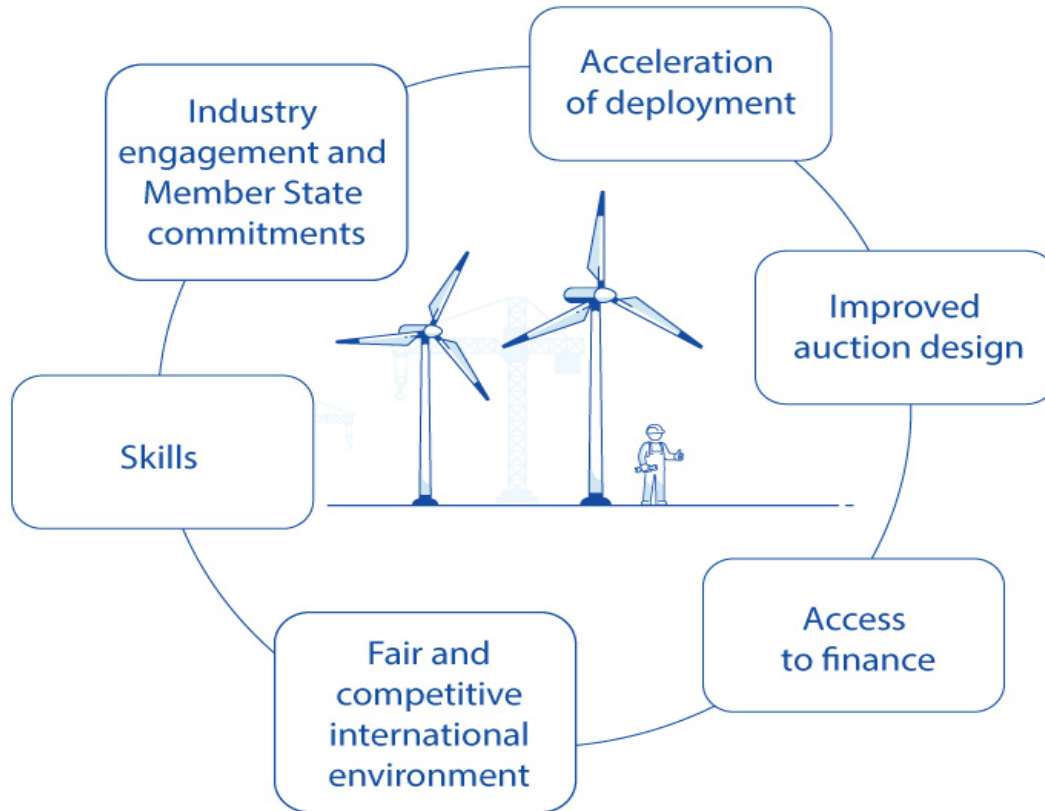 Acceleration
of deployment
Improved
auction design
Access
to finance
Fair and
competitive
international
environment
Skills
Industry
engagement and
Member State
commitments